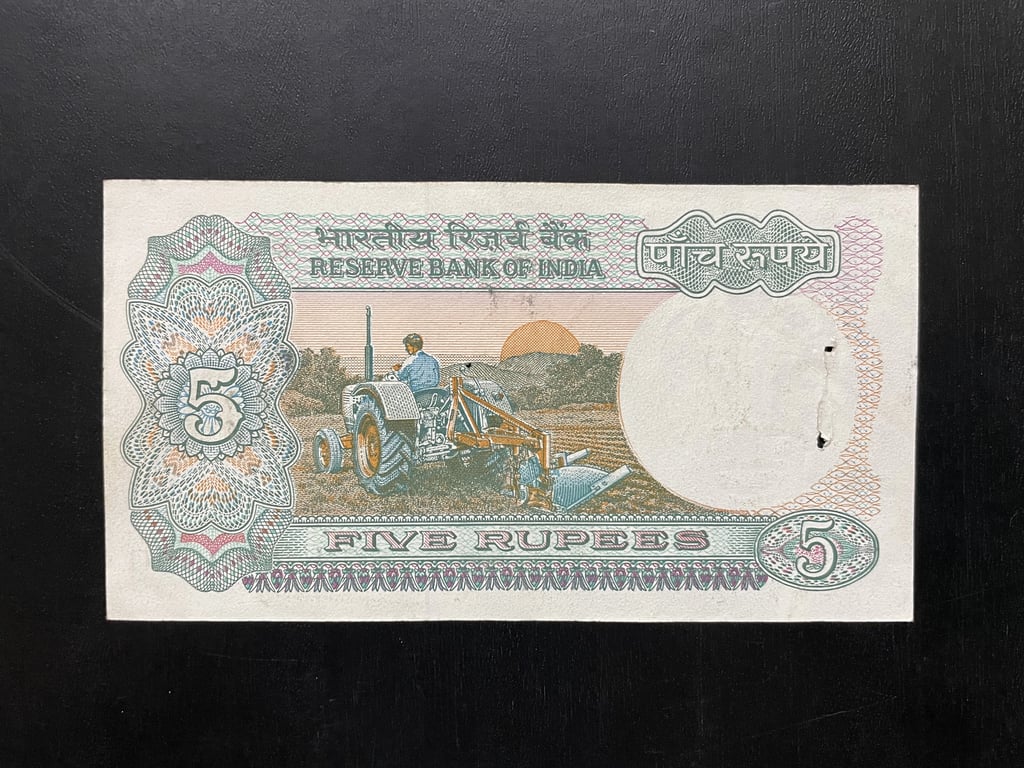 भारतीय रिज़र्व बैंक
RESERVE BANK OF INDIA
पाँच रूपये
5
FIVE RUPEES
5